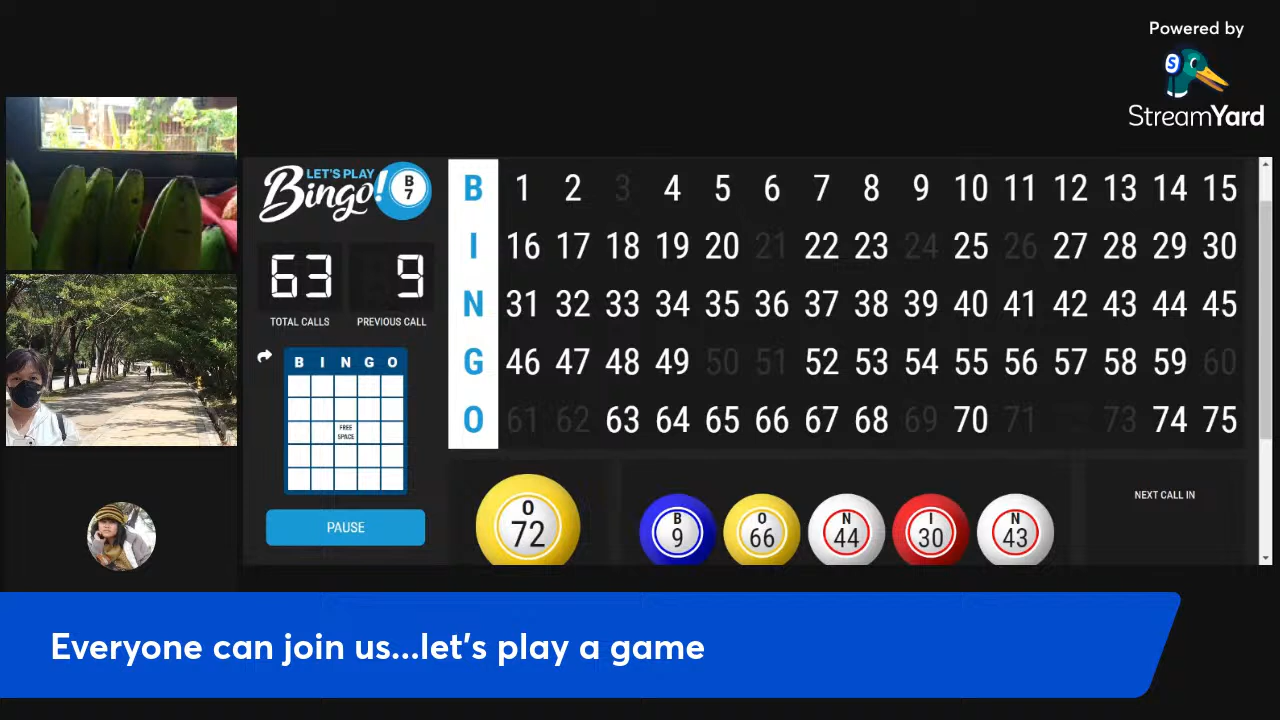 Powered by
StreamYard
LET'S PLAY
Bingo!
B
7
63
9
TOTAL CALLS
PREVIOUS CALL
B I N G O
FREE
SPACE
PAUSE
B 1 2 3 4 5 6 7 8 9 10 11 12 13 14 15
I 16 17 18 19 20 21 22 23 24 25 26 27 28 29 30
N 31 32 33 34 35 36 37 38 39 40 41 42 43 44 45
G 46 47 48 49 50 51 52 53 54 55 56 57 58 59 60
O 61 62 63 64 65 66 67 68 69 70 71 73 74 75
O
72
B
9
O
66
N
44
I
30
N
43
NEXT CALL IN
Everyone can join us...let's play a game